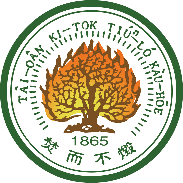 TÂI-OÂN KI-TOK TIÚⁿ-LÓ KÀU-HŌE
1865
焚而不燬